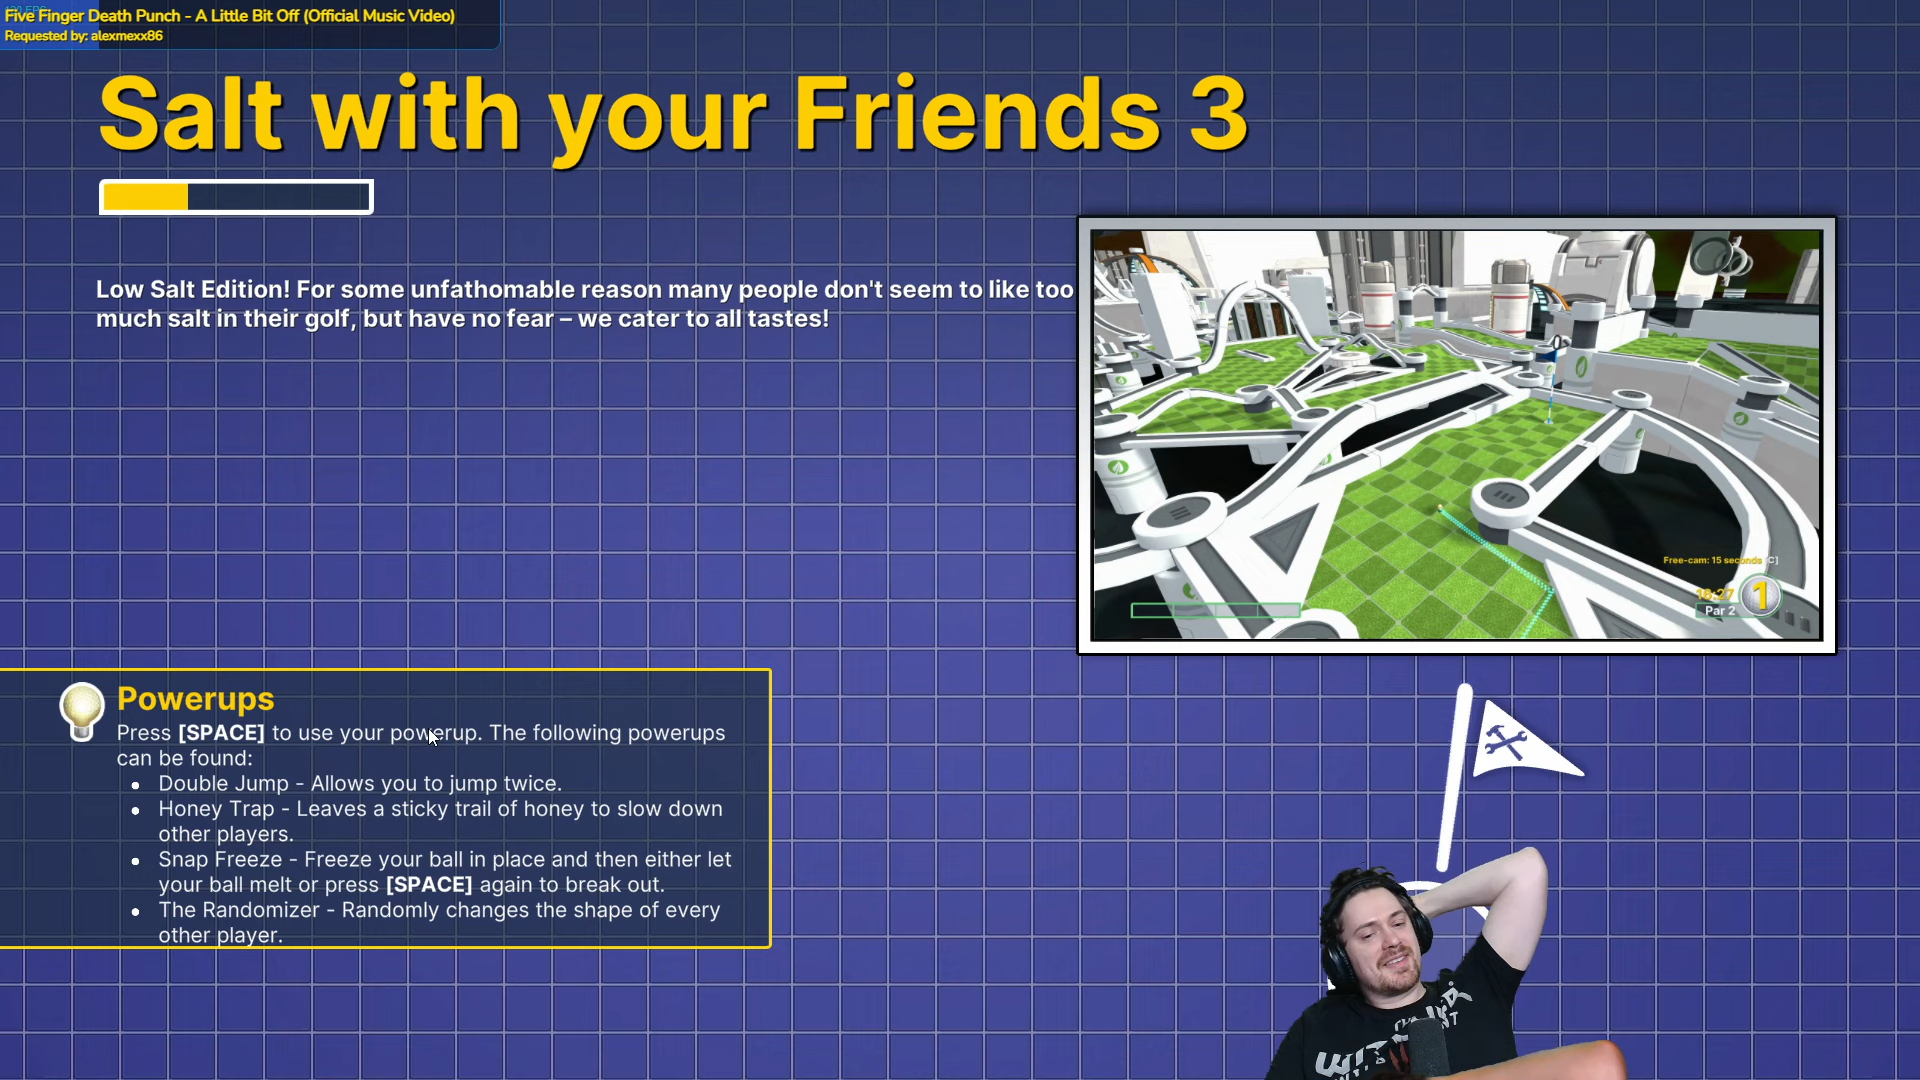 Five Finger Death Punch - A Little Bit Off (Official Music Video)
Requested by: alexmexx86
Salt with your Friends 3
Low Salt Edition! For some unfathomable reason many people don't seem to like too
much salt in their golf, but have no fear – we cater to all tastes!
Free-cam: 15 seconds [C]
Par 2
1
Powerups
Press [SPACE] to use your powerup. The following powerups
can be found:
• Double Jump - Allows you to jump twice.
• Honey Trap - Leaves a sticky trail of honey to slow down
other players.
• Snap Freeze - Freeze your ball in place and then either let
your ball melt or press [SPACE] again to break out.
• The Randomizer - Randomly changes the shape of every
other player.